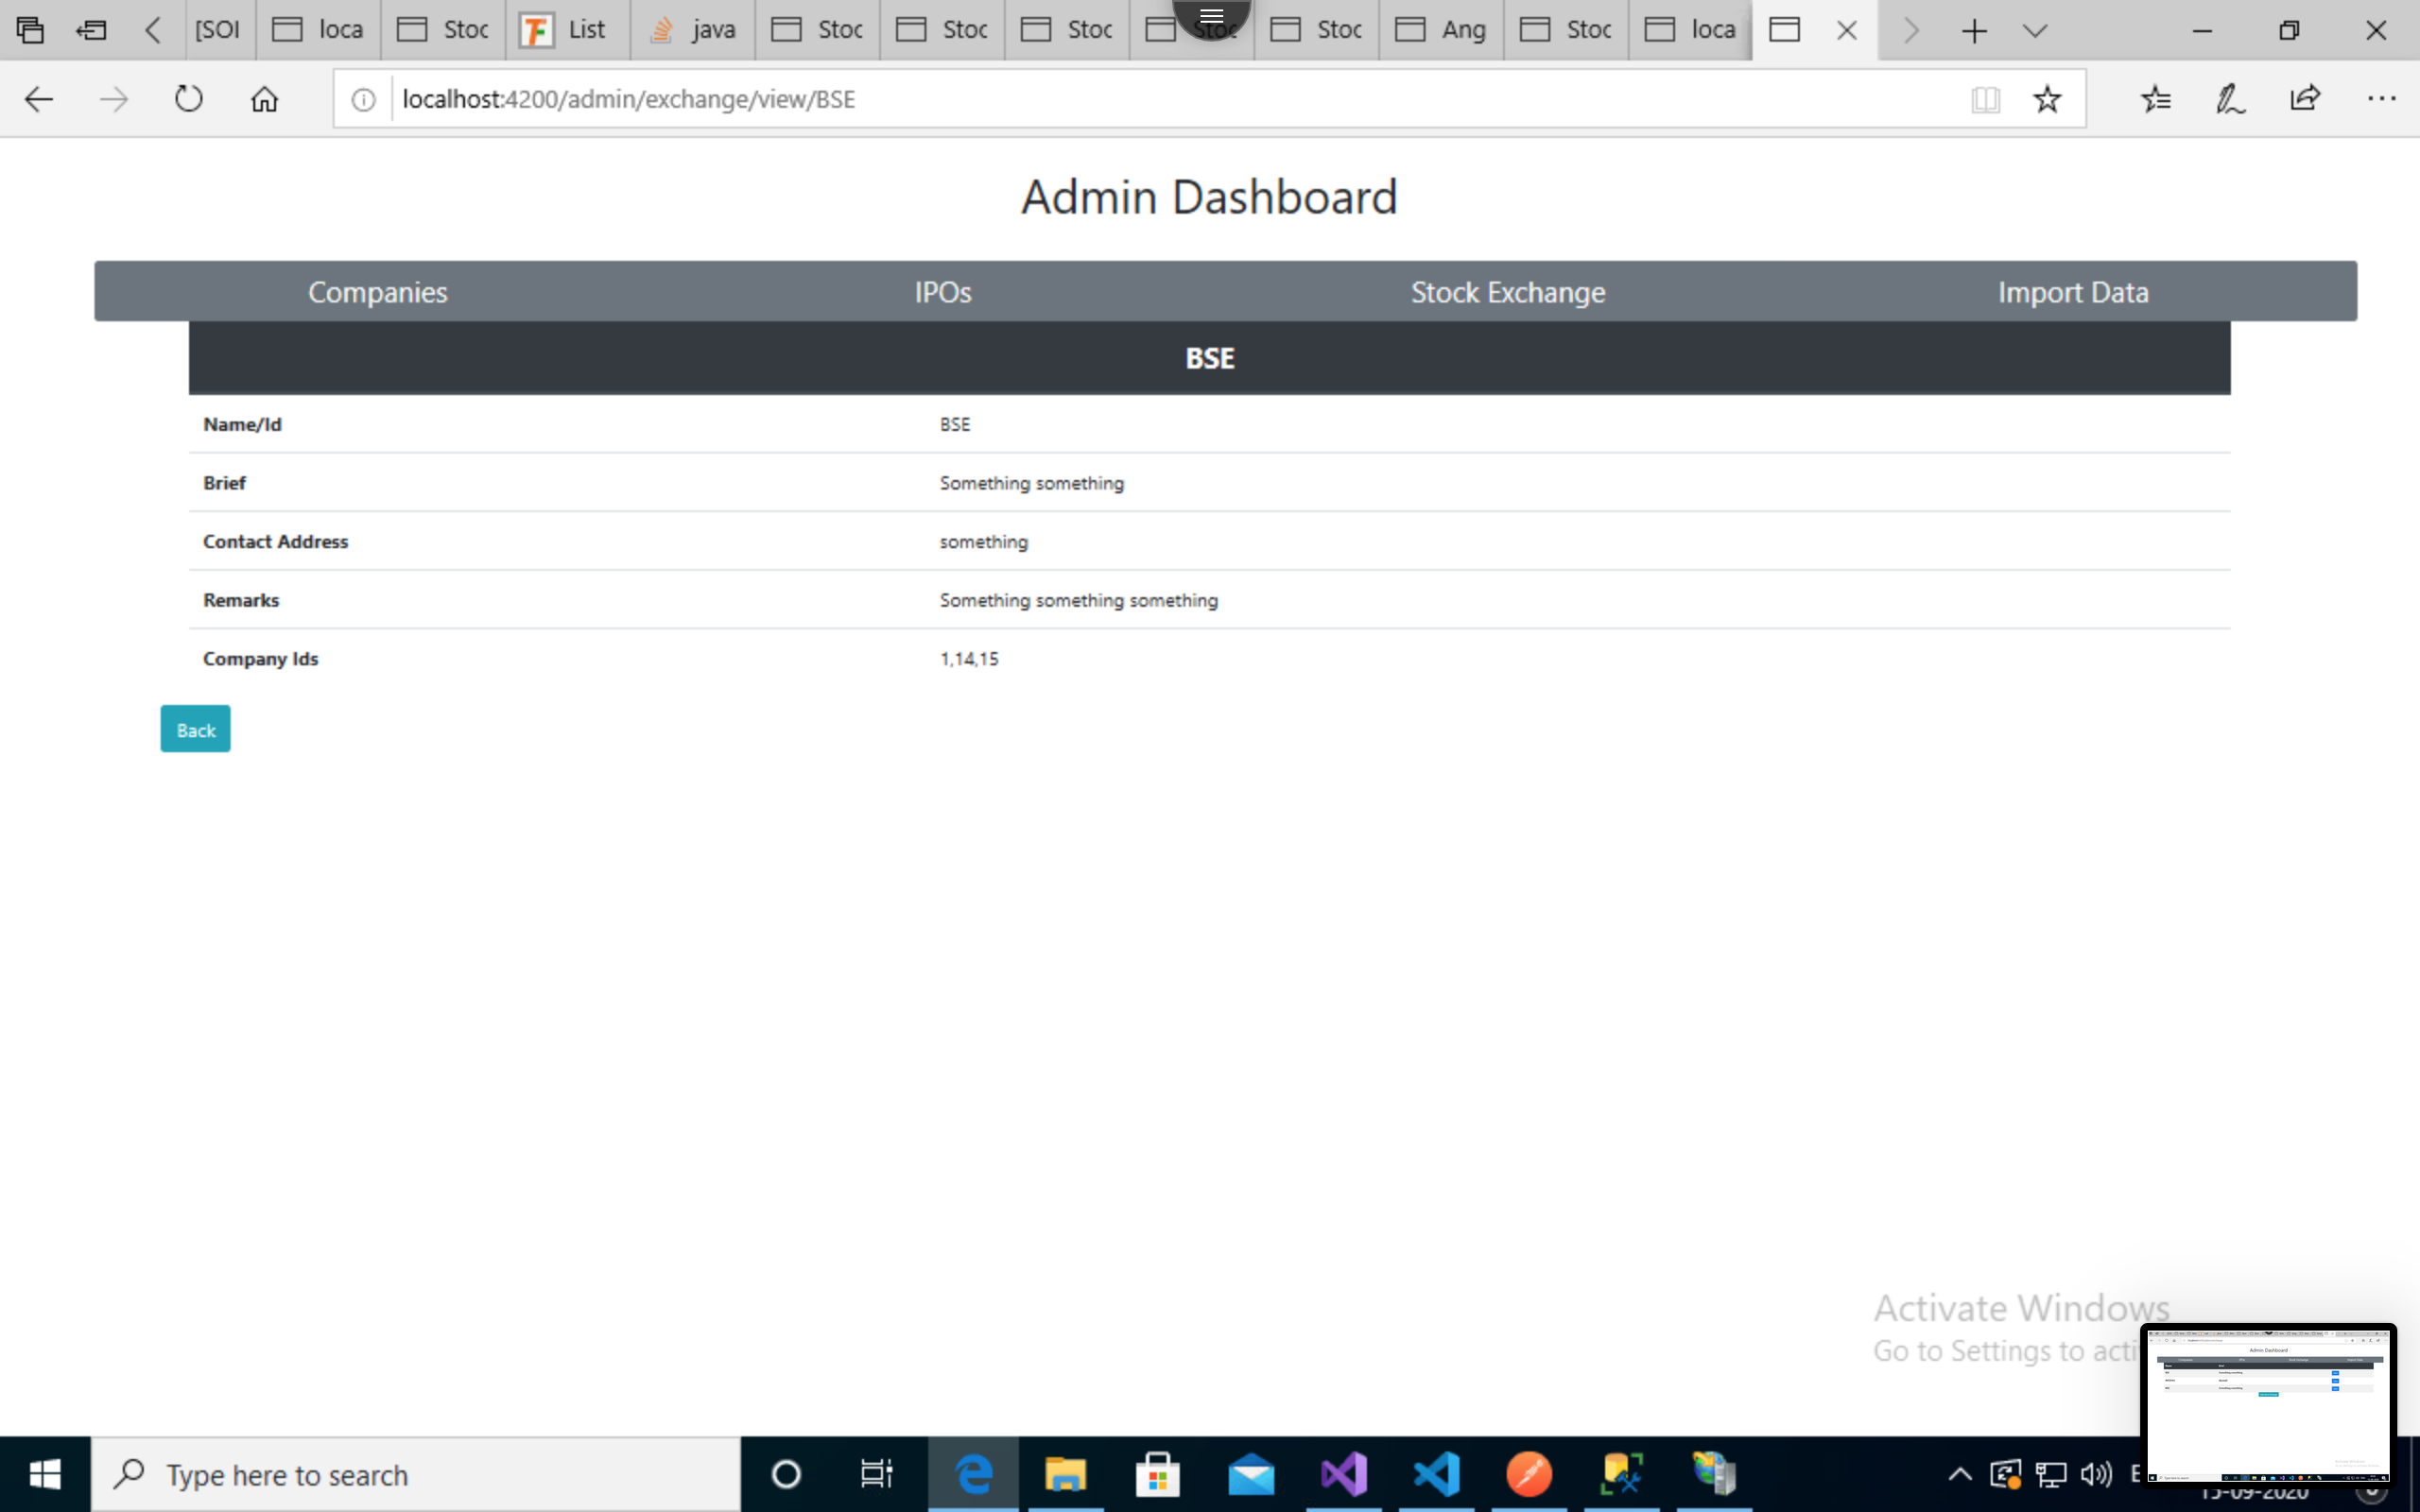 [SOI loca Stoc List java Stoc Stoc Stoc Stoc Stoc Ang Stoc loca
localhost:4200/admin/exchange/view/BSE
Admin Dashboard
Companies IPOs Stock Exchange Import Data
BSE
Name/Id BSE
Brief Something something
Contact Address something
Remarks Something something something
Company Ids 1,14,15
Back
Activate Windows
Go to Settings to acti
Admin Dashboard
Type here to search
15-09-2020